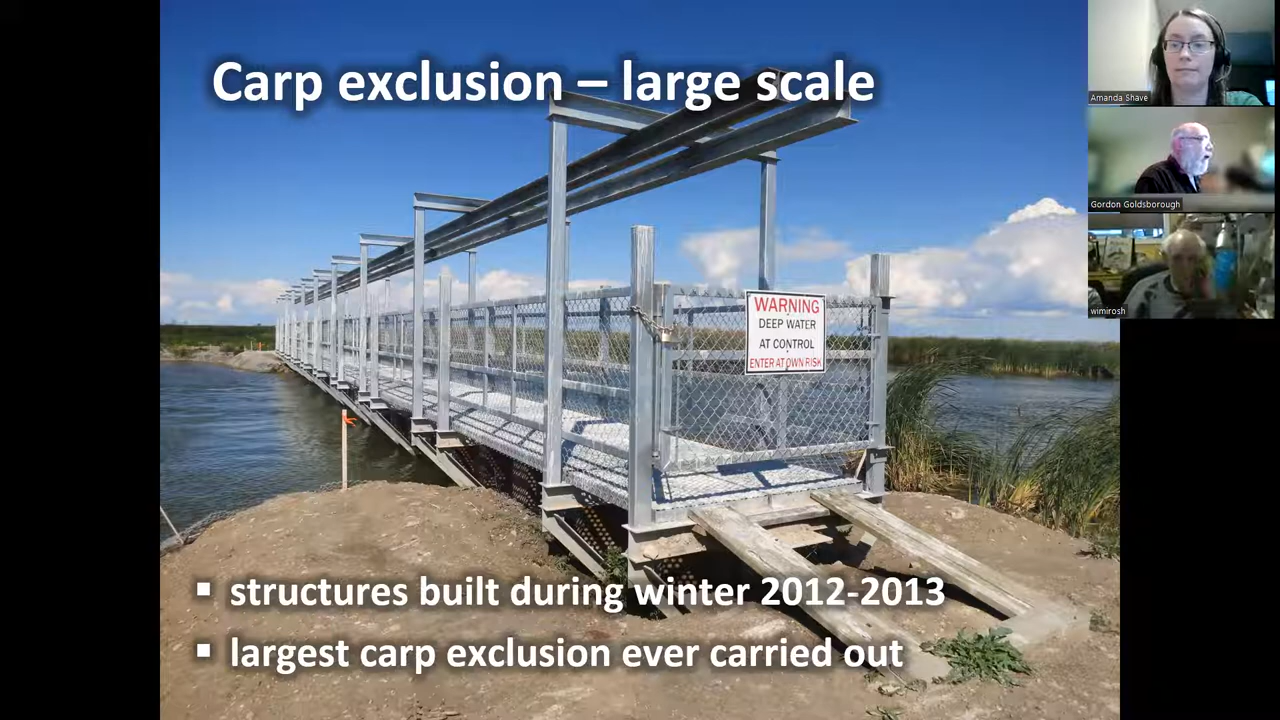 Carp exclusion – large scale
WARNING
DEEP WATER
AT CONTROL
ENTER AT OWN RISK
▪ structures built during winter 2012-2013
▪ largest carp exclusion ever carried out
Amanda Shave
Gordon Goldsborough
wimirosh